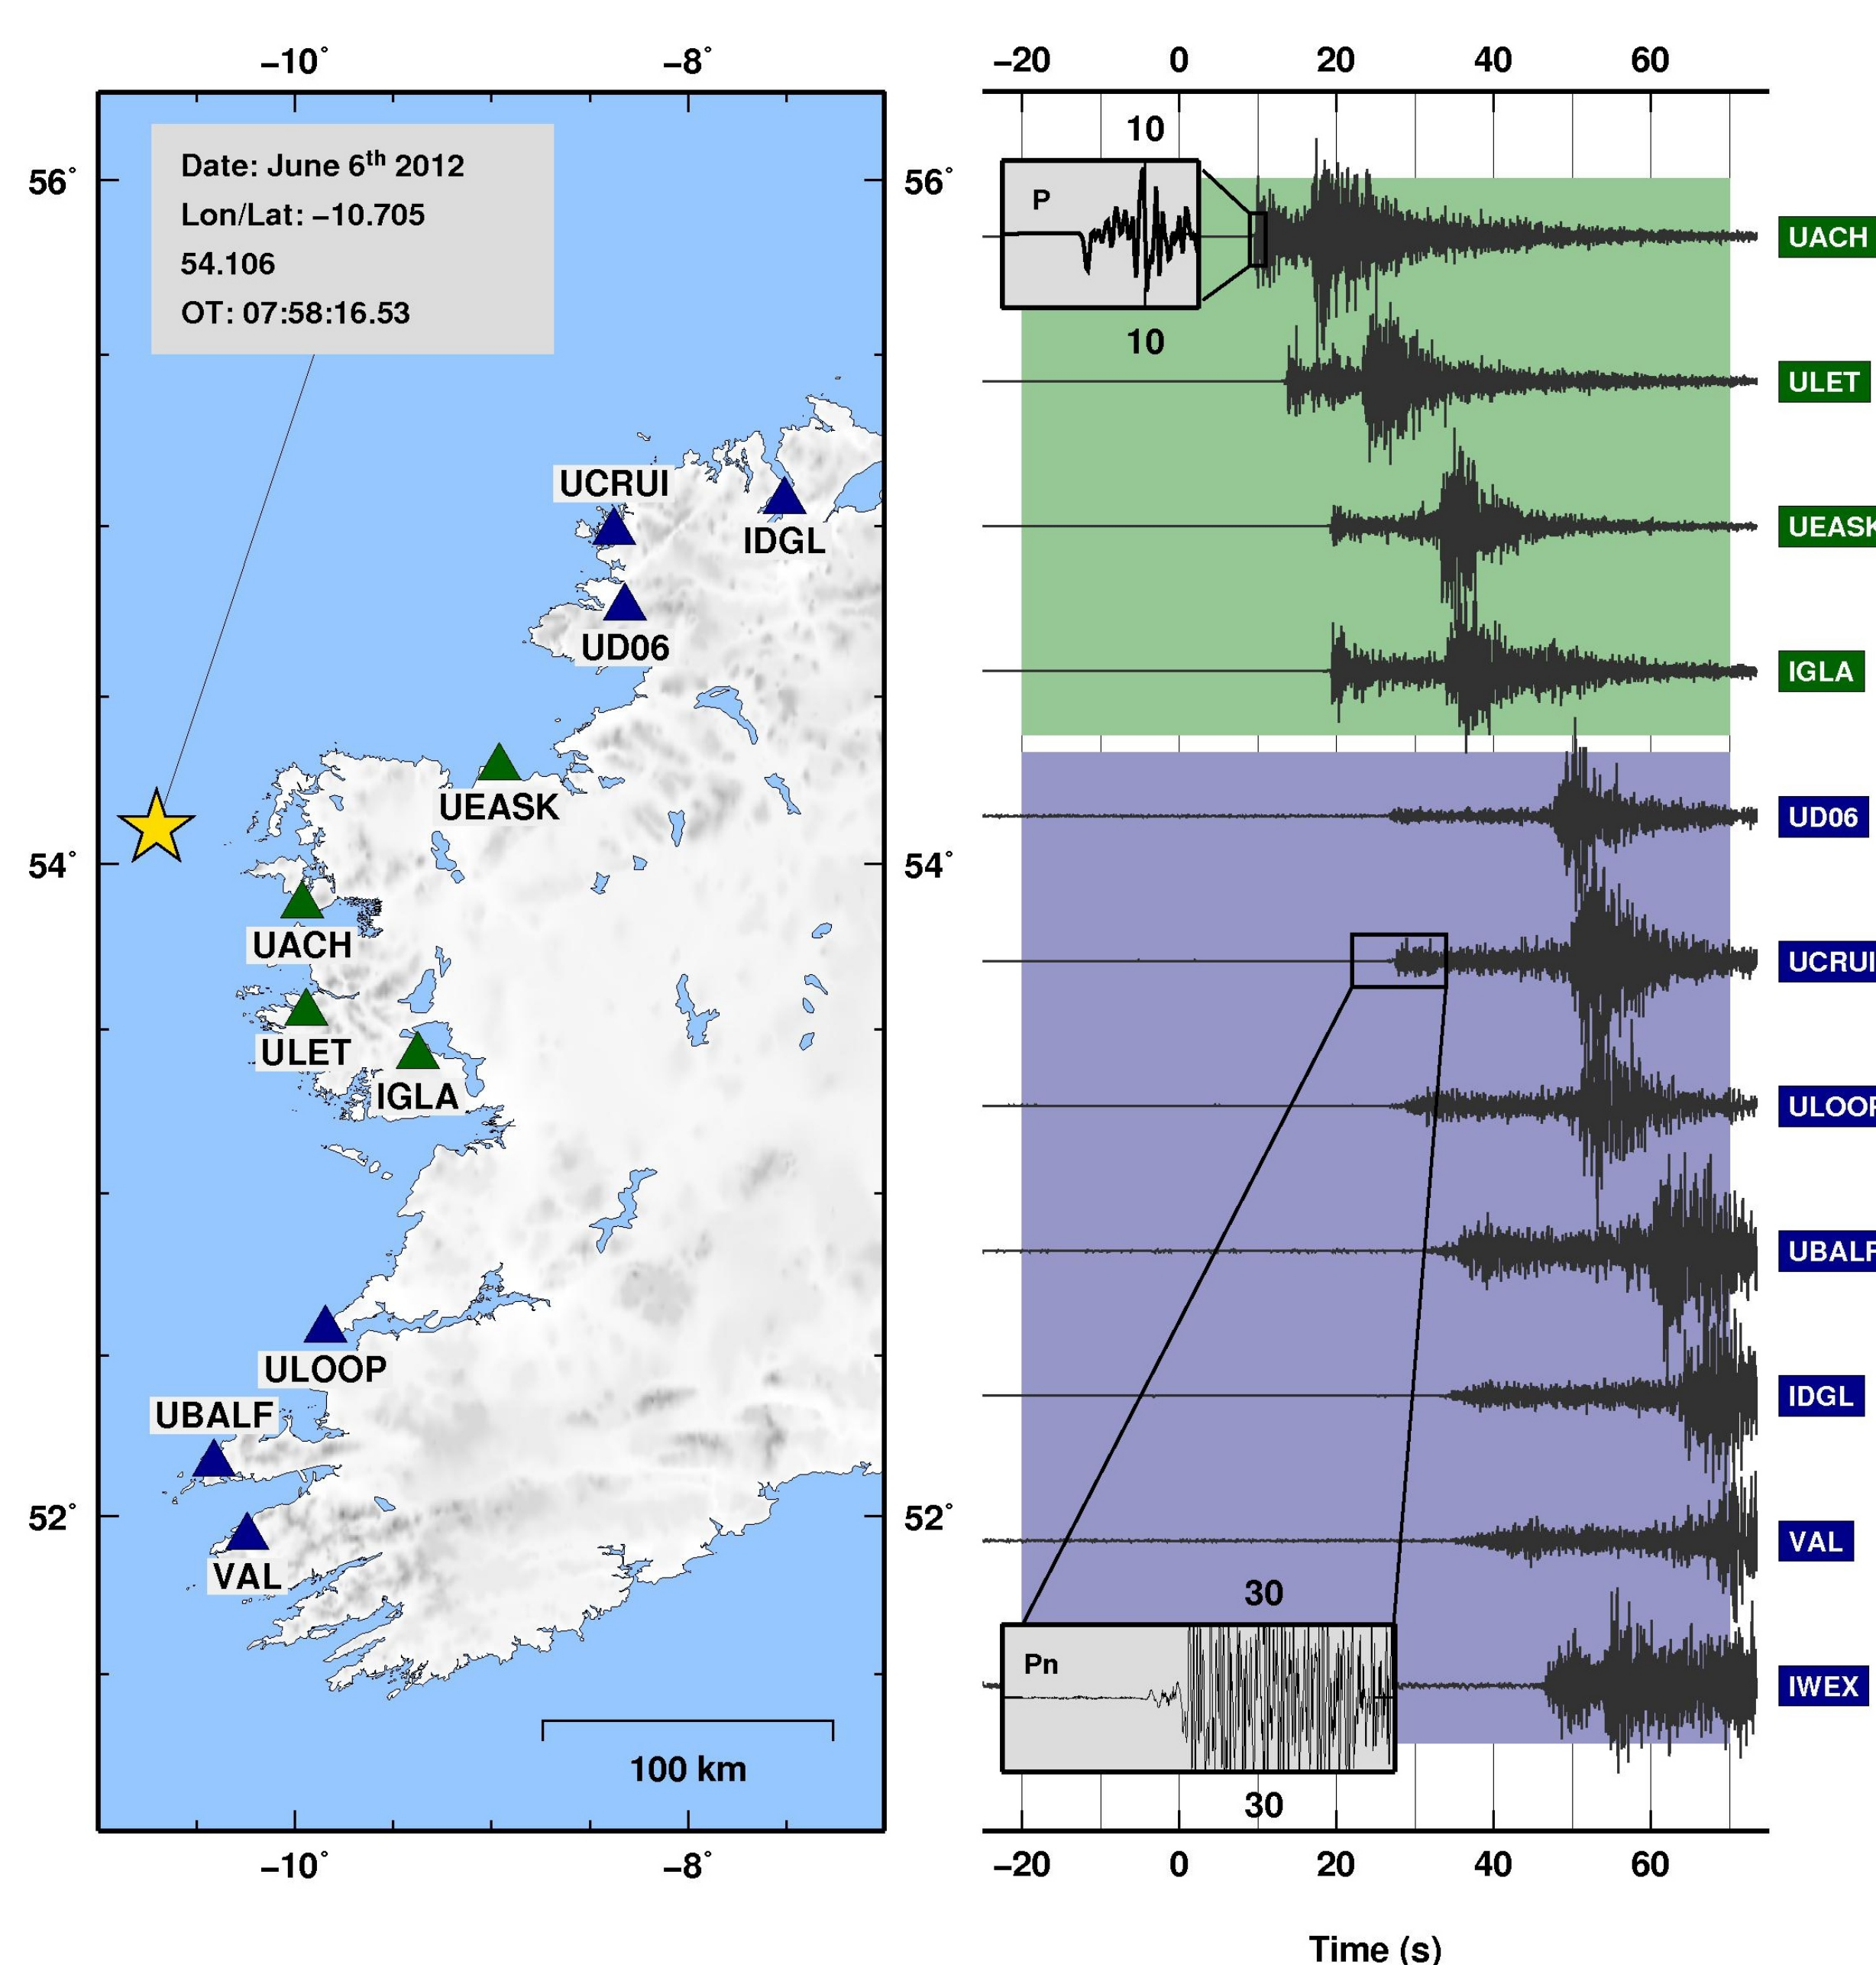 −10° −8°
−20 0 20 40 60
Date: June 6th 2012
Lon/Lat: −10.705
54.106
OT: 07:58:16.53
56° 56°
54° 54°
52° 52°
UCRUI
IDGL
UD06
UEASK
UACH
ULET
IGLA
ULOOP
UBALF
VAL
100 km
−10° −8°
10
P
10
UACH
ULET
UEASK
IGLA
UD06
UCRUI
ULOOP
UBALF
IDGL
VAL
30
Pn
IWEX
30
−20 0 20 40 60
Time (s)